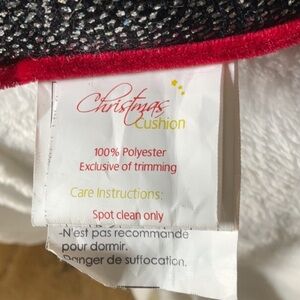 Christmas
Cushion
100% Polyester
Exclusive of trimming
Care Instructions:
Spot clean only
-N'est pas recommandé
pour dormir.
Danger de suffocation.